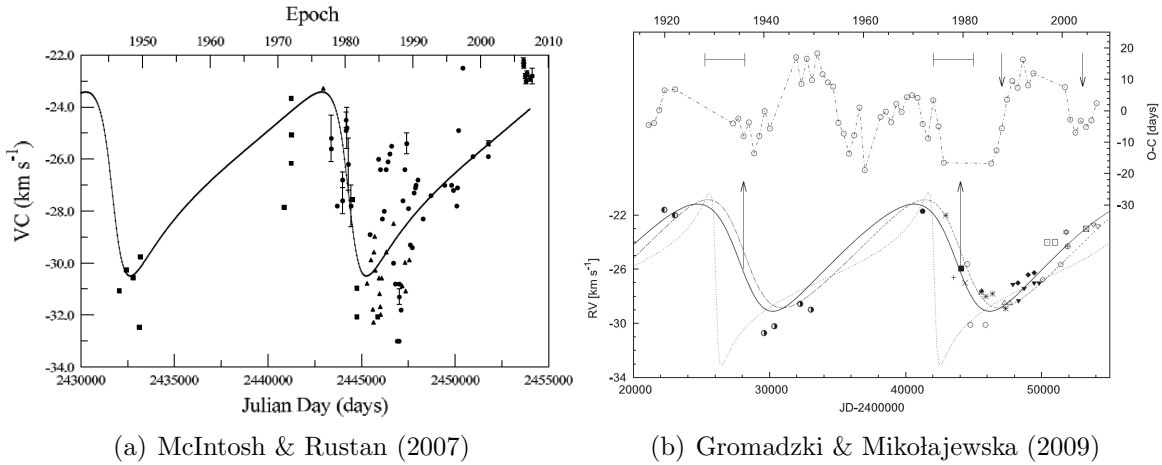 Epoch
1950 1960 1970 1980 1990 2000 2010
-22.0
-24.0
-26.0
-28.0
-30.0
-32.0
-34.0
VC (km s⁻¹)
2430000 2435000 2440000 2445000 2450000 2455000
Julian Day (days)
(a) McIntosh & Rustan (2007)
1920 1940 1960 1980 2000
20
10
0
-10
-20
-30
O-C [days]
-22
-26
-30
-34
RV [km s⁻¹]
20000 30000 40000 50000
JD-2400000
(b) Gromadzki & Mikołajewska (2009)